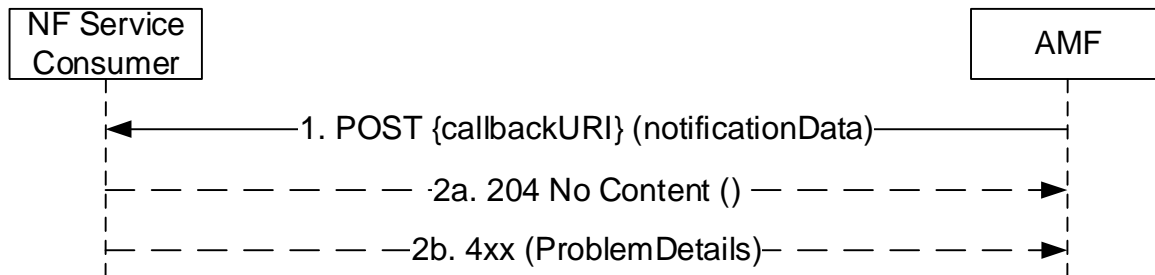 NF Service
Consumer
AMF
1. POST {callbackURI} (notificationData)
2a. 204 No Content ()
2b. 4xx (ProblemDetails)